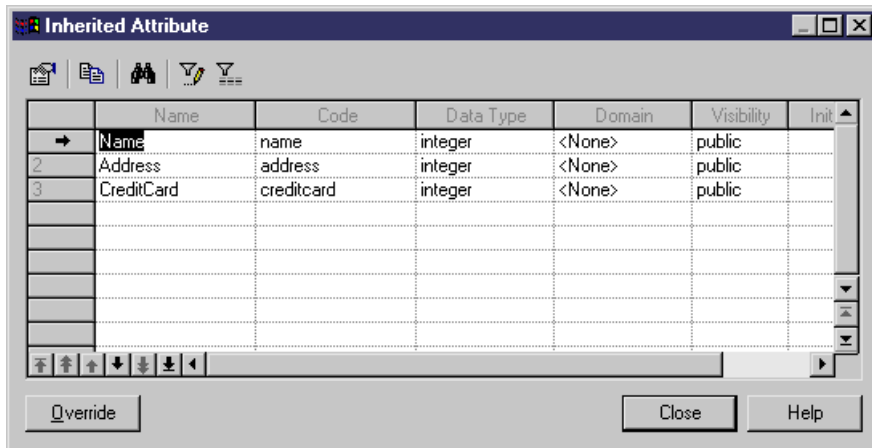 Inherited Attribute
Name Code Data Type Domain Visibility Init
Name name integer <None> public
2 Address address integer <None> public
3 CreditCard creditcard integer <None> public
Override Close Help